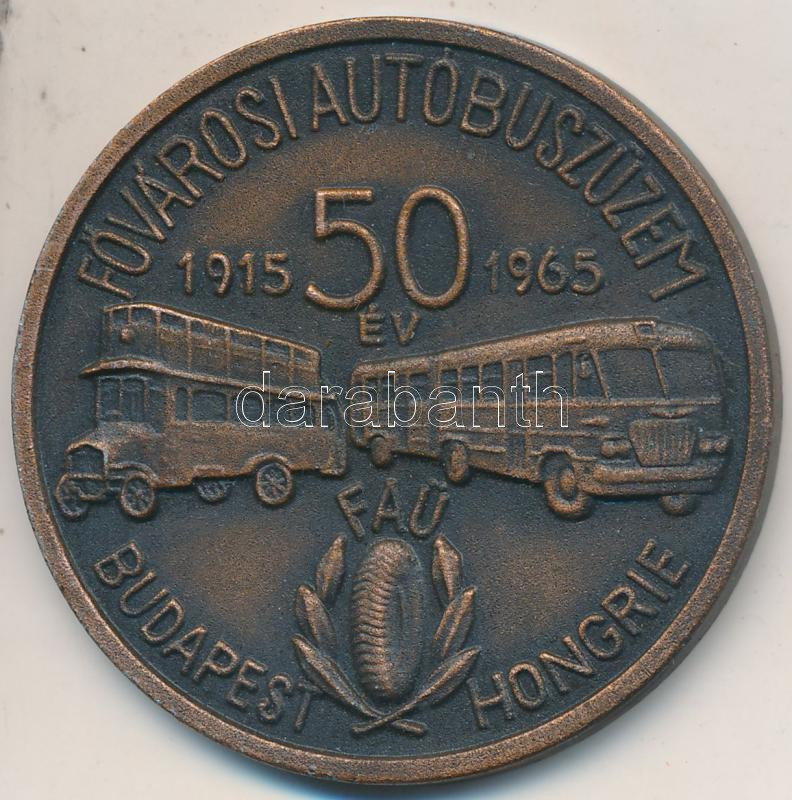 FŐVÁROSI AUTÓBUSZÜZEM
1915 50 1965
ÉV
darabanth
FAÜ
BUDAPEST HONGRIE